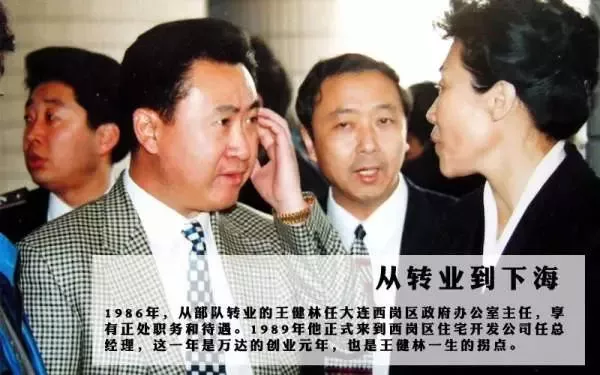 从转业到下海
1986年，从部队转业的王健林任大连西岗区政府办公室主任，享
有正处职务和待遇。1989年他正式来到西岗区住宅开发公司任总
经理，这一年是万达的创业元年，也是王健林一生的拐点。